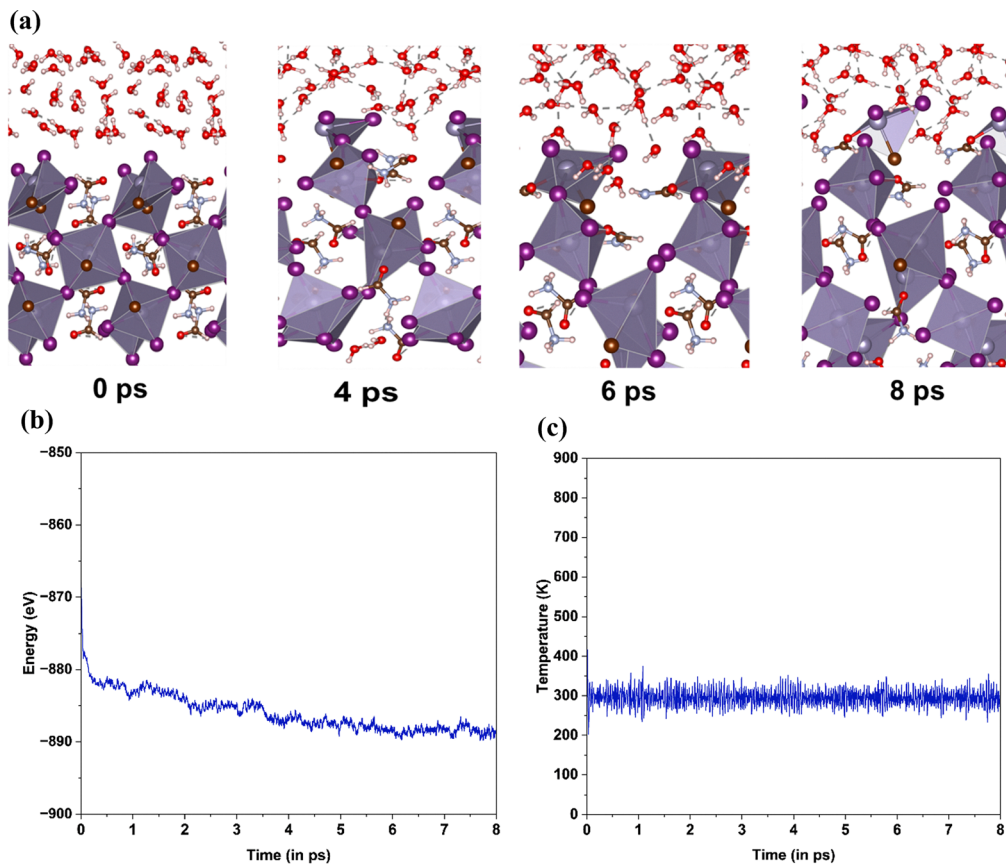 (a)
0 ps
4 ps
6 ps
8 ps
(b)
(c)
−850
−860
−870
−880
−890
−900
Energy (eV)
0 1 2 3 4 5 6 7 8
Time (in ps)
900
800
700
600
500
400
300
200
100
0
Temperature (K)
0 1 2 3 4 5 6 7 8
Time (in ps)